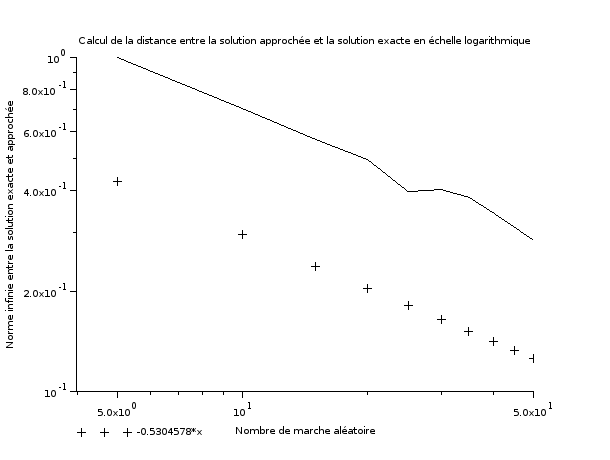 Calcul de la distance entre la solution approchée et la solution exacte en échelle logarithmique
Norme infinie entre la solution exacte et approchée
10^0
8.0x10^-1
6.0x10^-1
4.0x10^-1
2.0x10^-1
10^-1
5.0x10^0
10^1
5.0x10^1
-0.5304578*x
Nombre de marche aléatoire